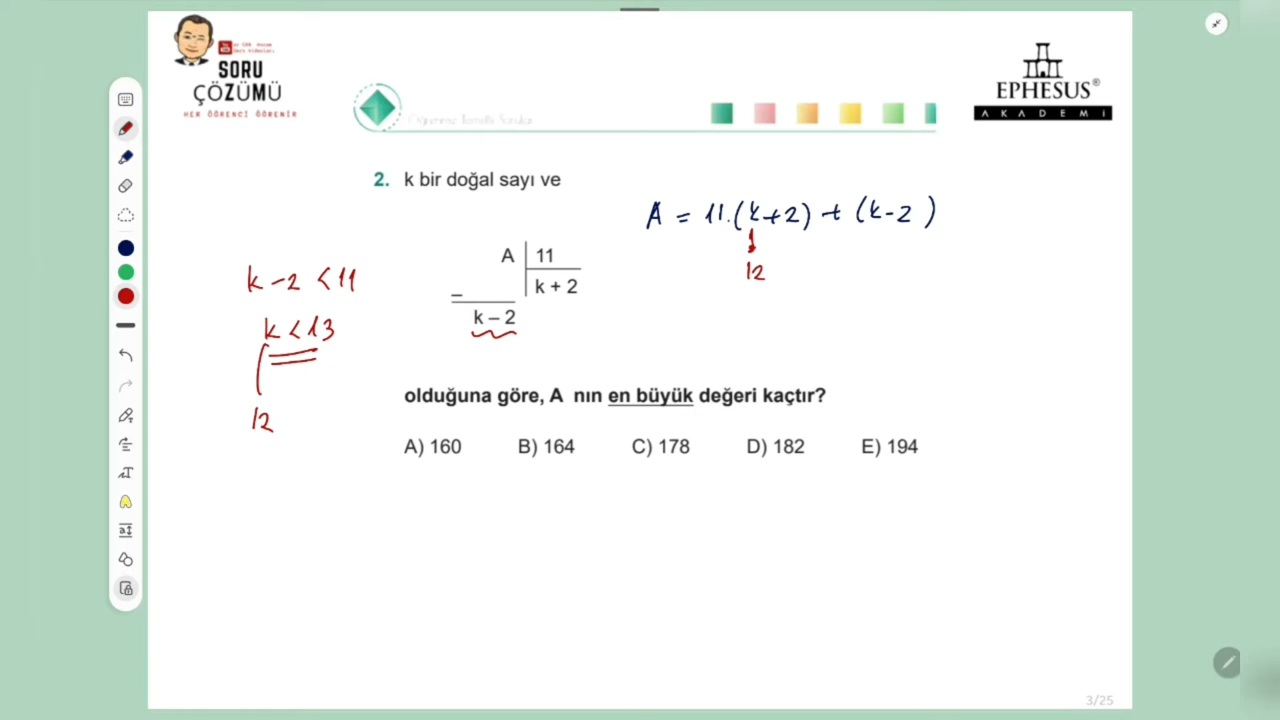 SORU
ÇÖZÜMÜ
HER ÖĞRENCİ ÖĞRENİR
EPHESUS®
AKADEMİ
2. k bir doğal sayı ve
A = 11.(k+2) + (k-2)
12
A 11
k + 2
–
k – 2
k -2 < 11
k < 13
12
olduğuna göre, A nın en büyük değeri kaçtır?
A) 160 B) 164 C) 178 D) 182 E) 194
3/25